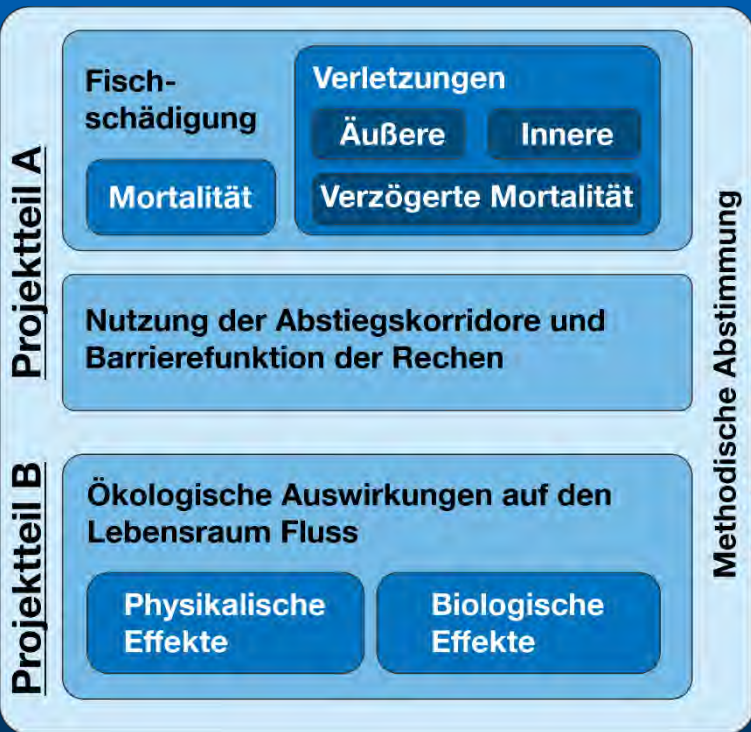 Projektteil A
Fisch-
schädigung
Mortalität
Verletzungen
Äußere
Innere
Verzögerte Mortalität
Nutzung der Abstiegskorridore und
Barrierefunktion der Rechen
Projektteil B
Ökologische Auswirkungen auf den
Lebensraum Fluss
Physikalische
Effekte
Biologische
Effekte
Methodische Abstimmung